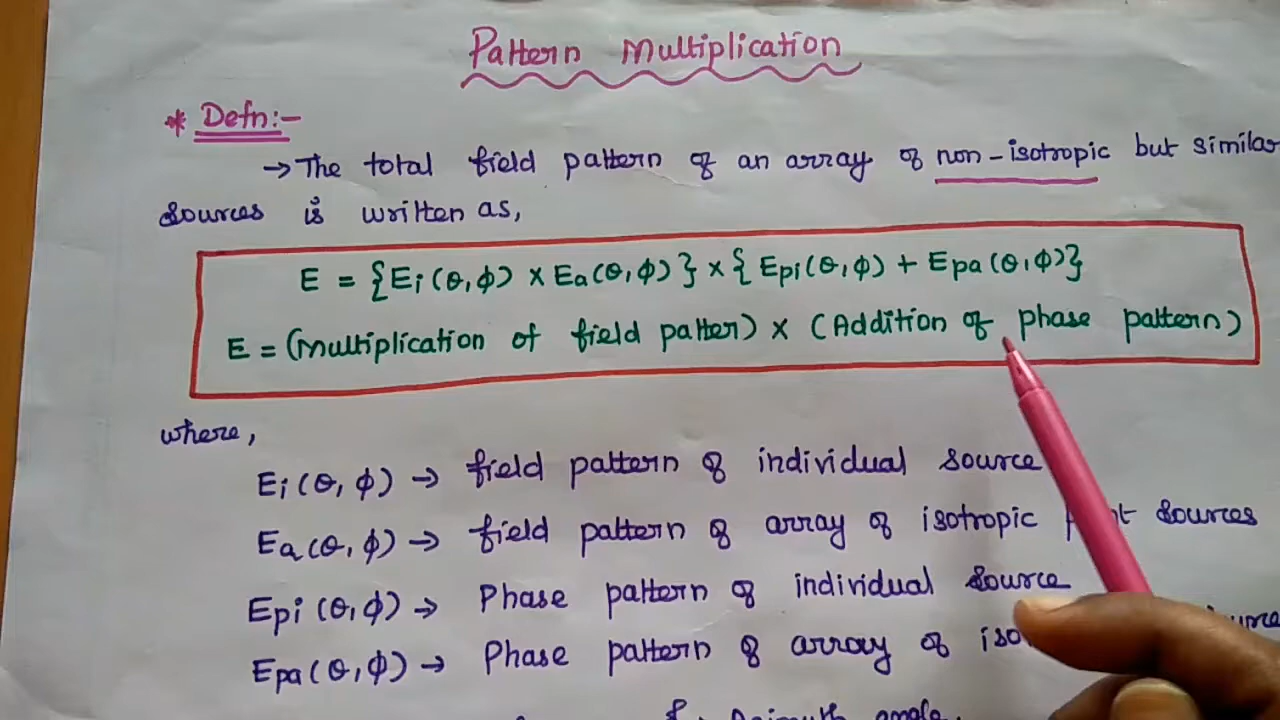 Pattern Multiplication
* Defn:-
→ The total field pattern of an array of non-isotropic but similar
sources is written as,
E = {Ei(θ,ϕ) × Ea(θ,ϕ)} × {Epi(θ,ϕ) + Epa(θ,ϕ)}
E = (Multiplication of field patter) × (Addition of phase pattern)
where,
Ei(θ,ϕ) → field pattern of individual source
Ea(θ,ϕ) → field pattern of array of isotropic sources
Epi(θ,ϕ) → Phase pattern of individual source
Epa(θ,ϕ) → Phase pattern of array of
Azimuth angle.